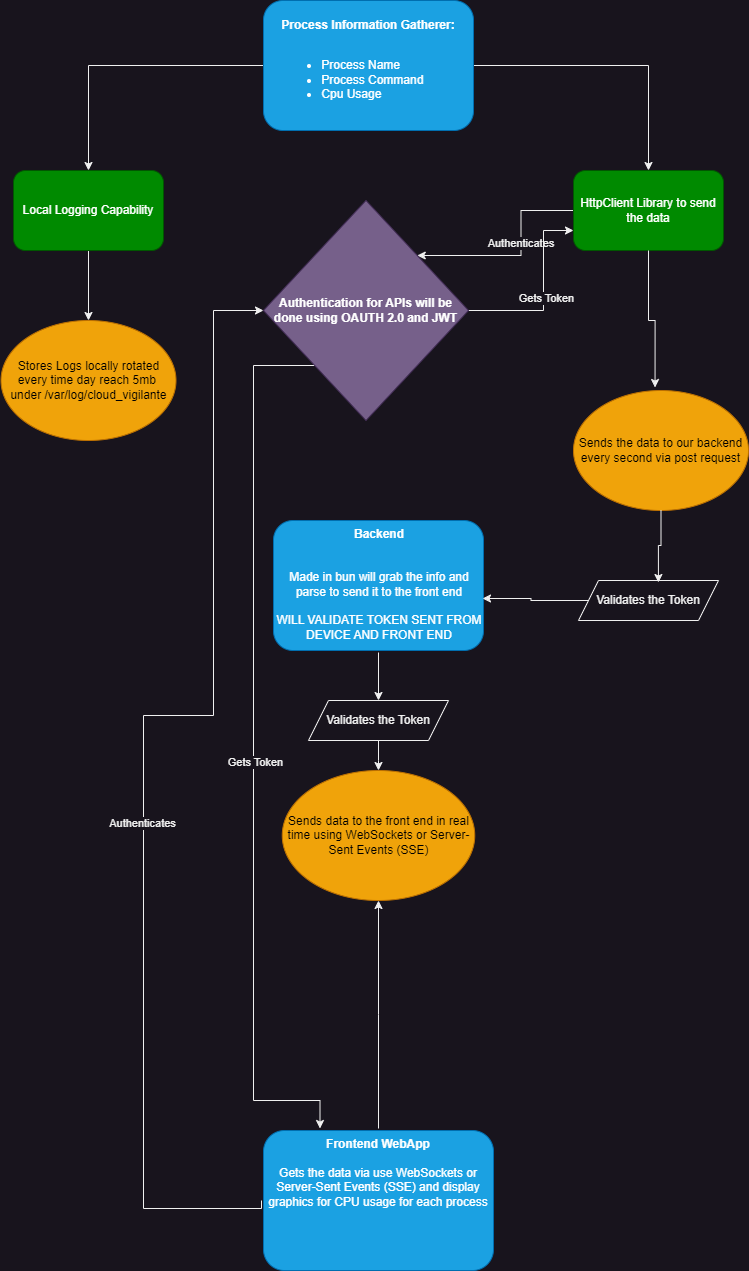 Process Information Gatherer:
• Process Name
• Process Command
• Cpu Usage
Local Logging Capability
HttpClient Library to send
the data
Authenticates
Gets Token
Authentication for APIs will be
done using OAUTH 2.0 and JWT
Stores Logs locally rotated
every time day reach 5mb
under /var/log/cloud_vigilante
Sends the data to our backend
every second via post request
Backend
Made in bun will grab the info and
parse to send it to the front end
WILL VALIDATE TOKEN SENT FROM
DEVICE AND FRONT END
Validates the Token
Validates the Token
Gets Token
Authenticates
Sends data to the front end in real
time using WebSockets or Server-
Sent Events (SSE)
Frontend WebApp
Gets the data via use WebSockets or
Server-Sent Events (SSE) and display
graphics for CPU usage for each process